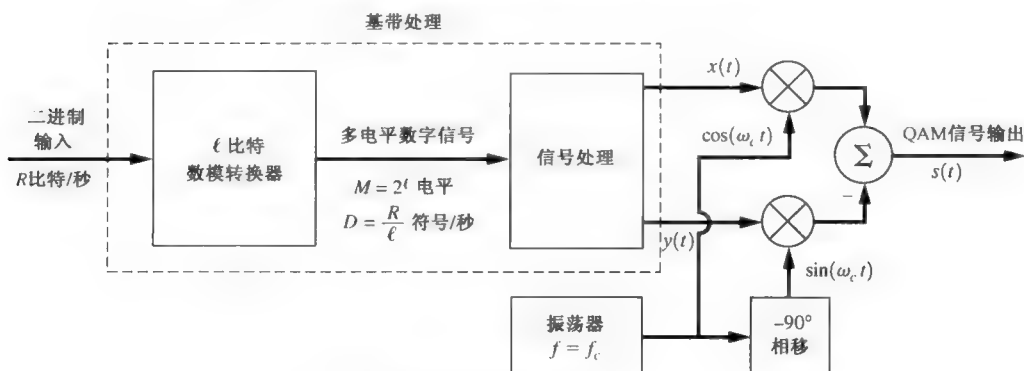 基带处理
二进制
输入
R比特/秒
ℓ 比特
数模转换器
多电平数字信号
M = 2^ℓ 电平
D = R/ℓ 符号/秒
信号处理
x(t)
cos(ω_c t)
y(t)
sin(ω_c t)
Σ
−
QAM信号输出
s(t)
振荡器
f = f_c
−90°
相移